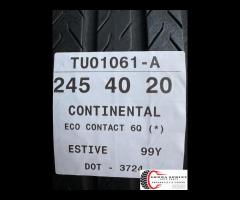 TU01061-A
245 40 20
CONTINENTAL
ECO CONTACT 6Q (*)
ESTIVE 99Y
DOT - 3724